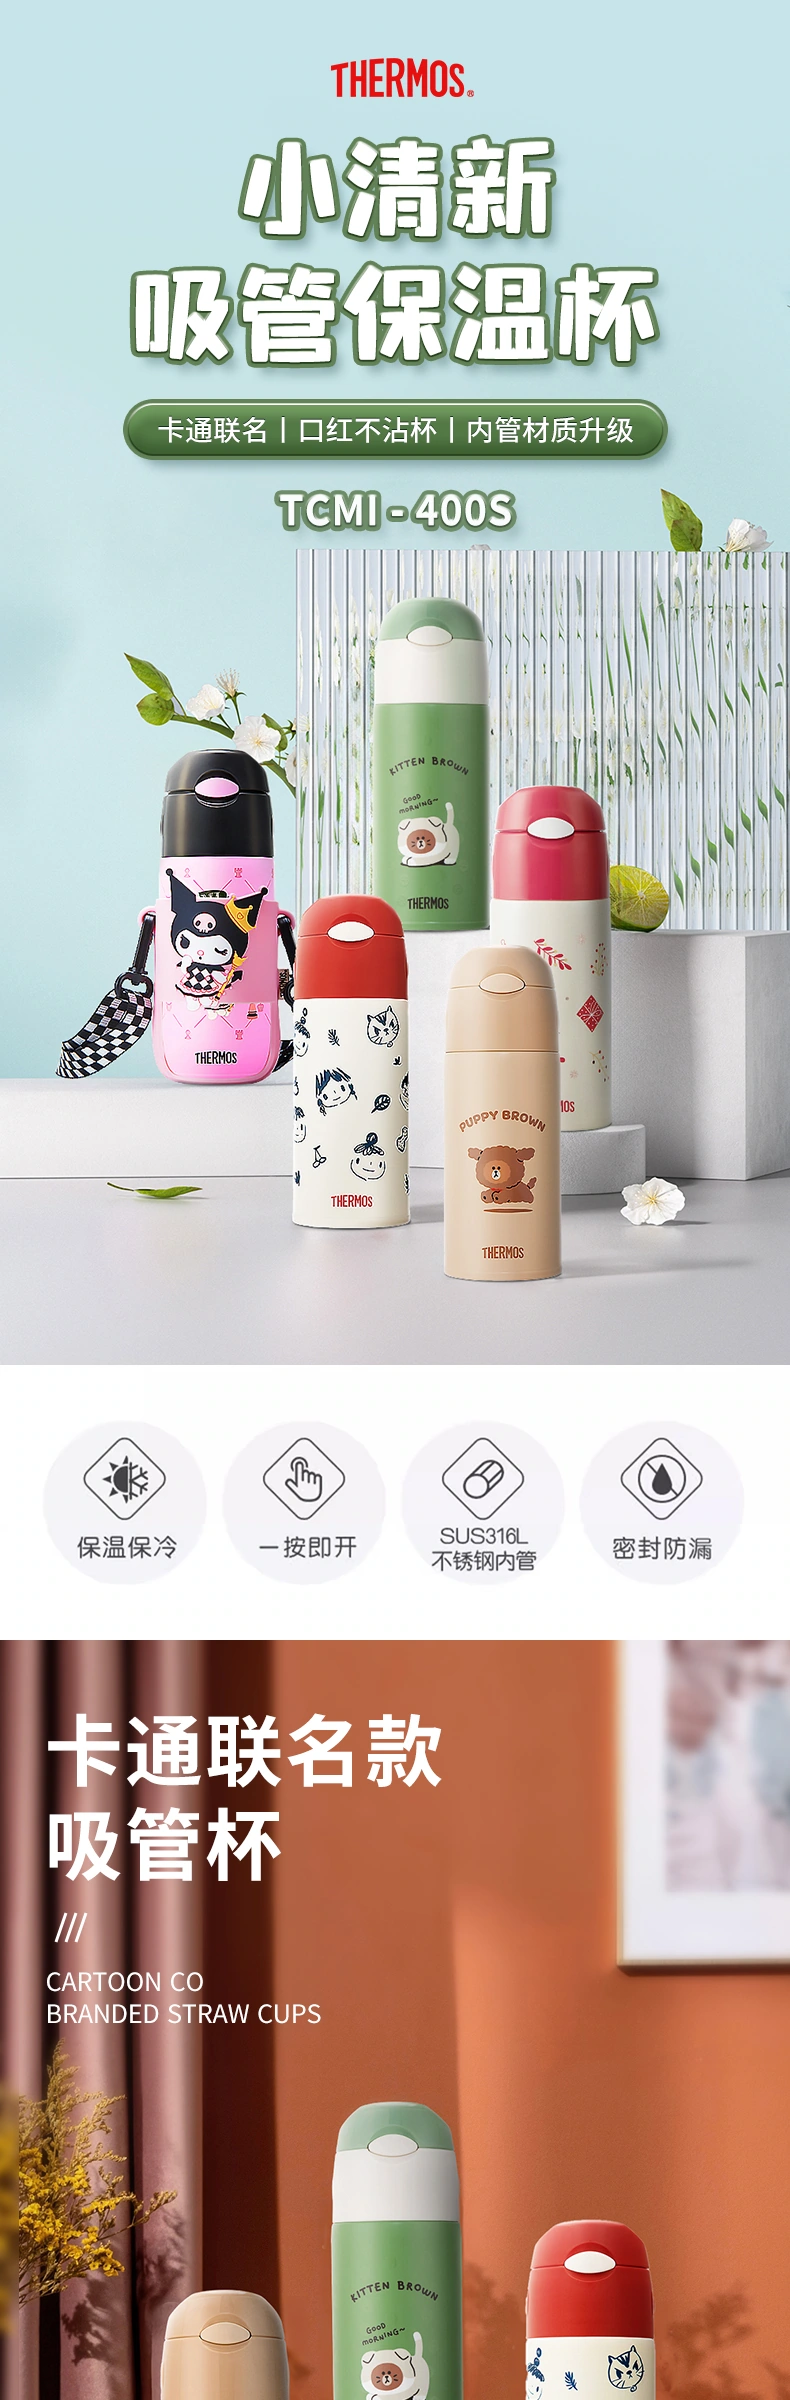 THERMOS®
小清新
吸管保温杯
卡通联名|口红不沾杯|内管材质升级
TCMI - 400S
KITTEN BROWN
GOOD
MORNING~
THERMOS
THERMOS
THERMOS
MOS
PUPPY BROWN
THERMOS
保温保冷
一按即开
SUS316L
不锈钢内管
密封防漏
卡通联名款
吸管杯
///
CARTOON CO
BRANDED STRAW CUPS
KITTEN BROWN
GOOD
MORNING~